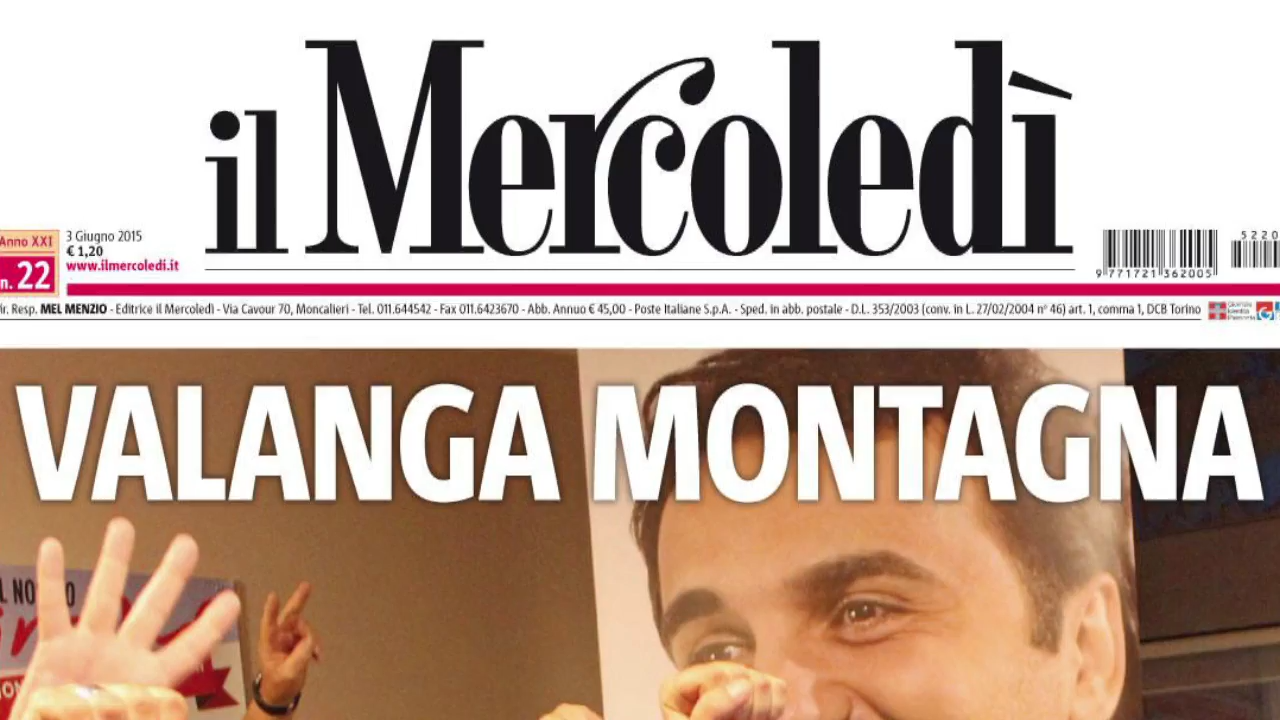 il Mercoledì
Anno XXI
n. 22
3 Giugno 2015
€ 1,20
www.ilmercoledi.it
9 771721 362005
5220
ir. Resp. MEL MENZIO - Editrice il Mercoledì - Via Cavour 70, Moncalieri - Tel. 011.644542 - Fax 011.6423670 - Abb. Annuo € 45,00 - Poste Italiane S.p.A. - Sped. in abb. postale - D.L. 353/2003 (conv. in L. 27/02/2004 n° 46) art. 1, comma 1, DCB Torino
VALANGA MONTAGNA